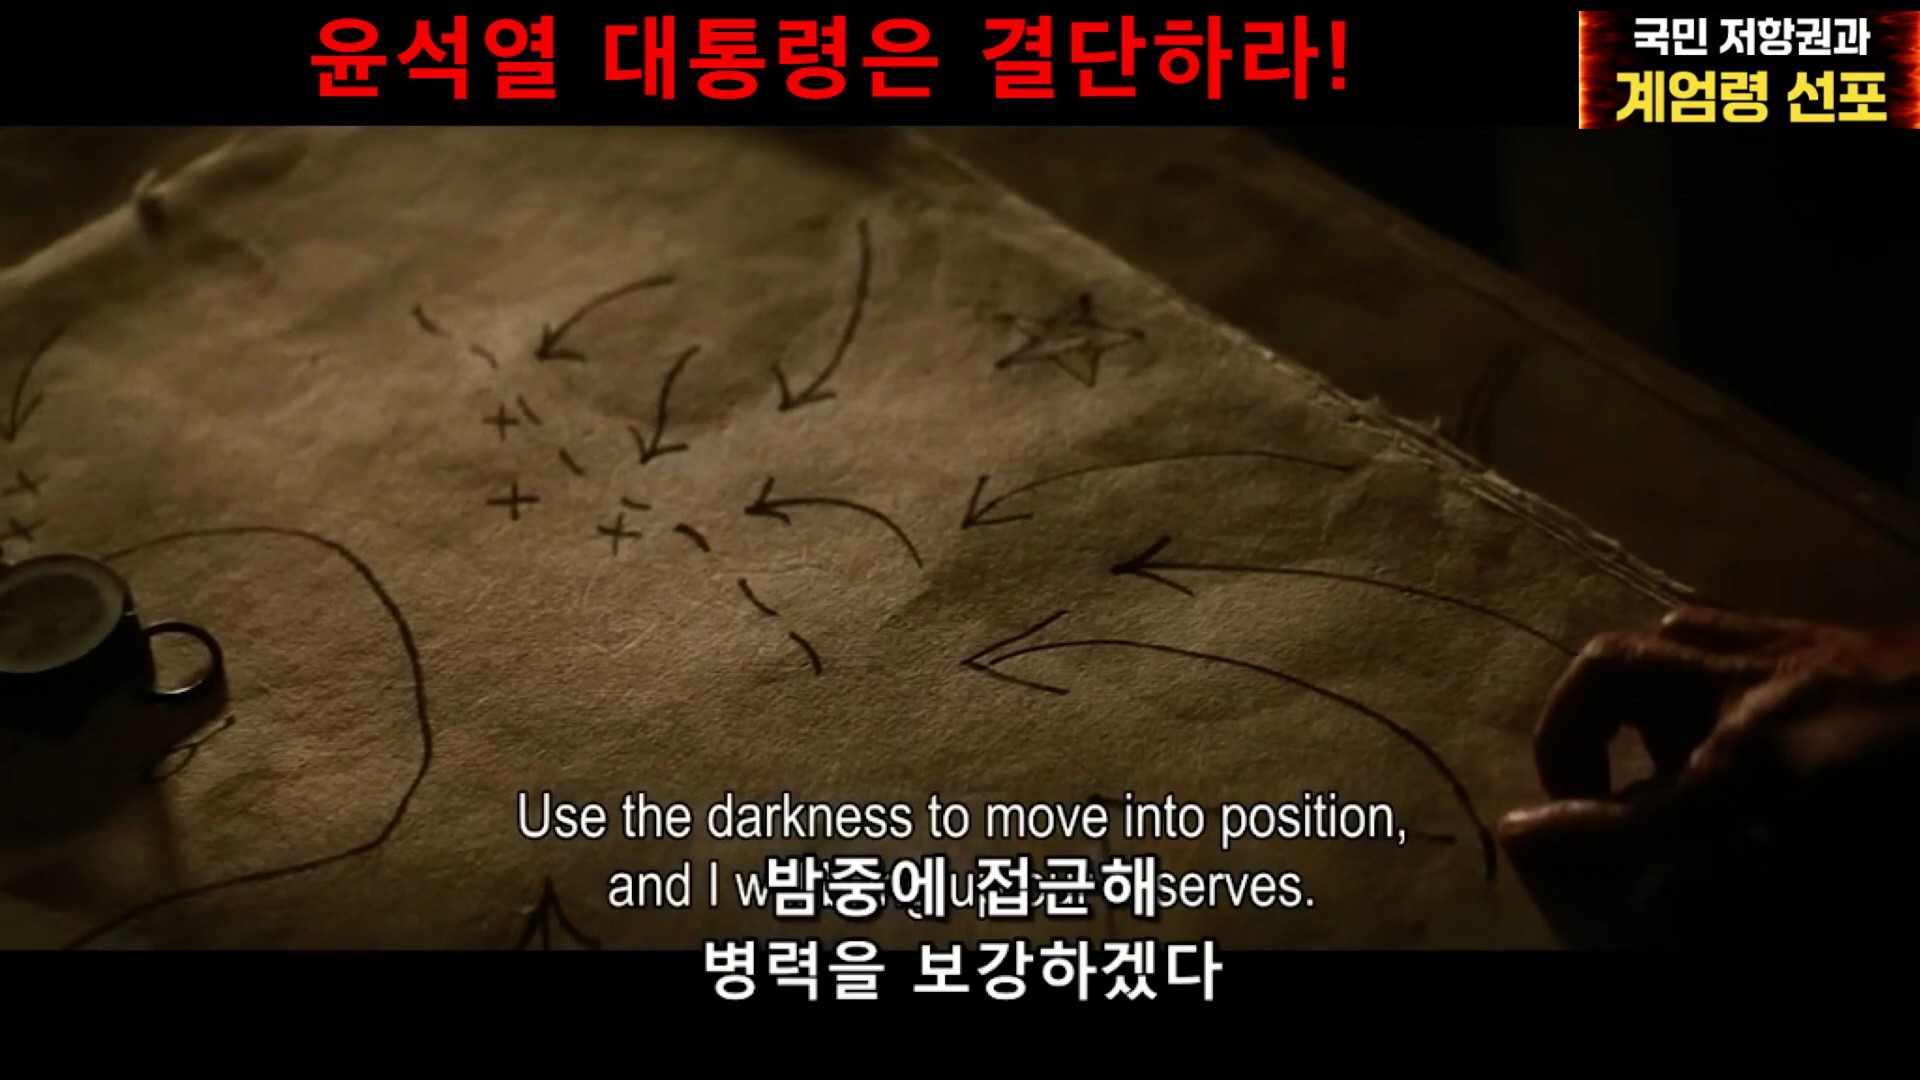 윤석열 대통령은 결단하라!
국민 저항권과
계엄령 선포
Use the darkness to move into position,
and I serves.
밤중에 접근해
병력을 보강하겠다